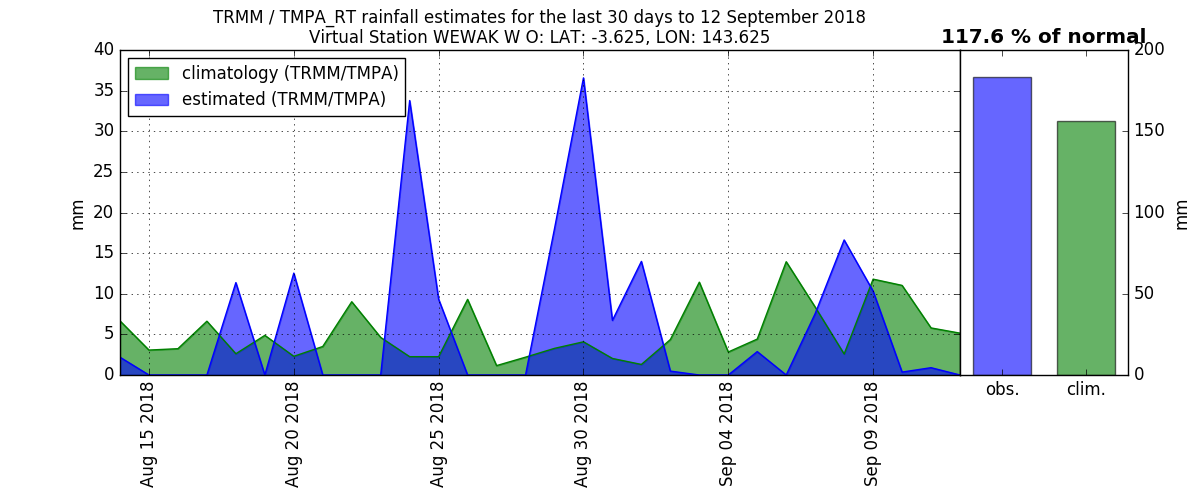 TRMM / TMPA_RT rainfall estimates for the last 30 days to 12 September 2018
Virtual Station WEWAK W O: LAT: -3.625, LON: 143.625
117.6 % of normal
climatology (TRMM/TMPA)
estimated (TRMM/TMPA)
40
35
30
25
20
15
10
5
0
mm
200
150
100
50
0
mm
Aug 15 2018
Aug 20 2018
Aug 25 2018
Aug 30 2018
Sep 04 2018
Sep 09 2018
obs.
clim.